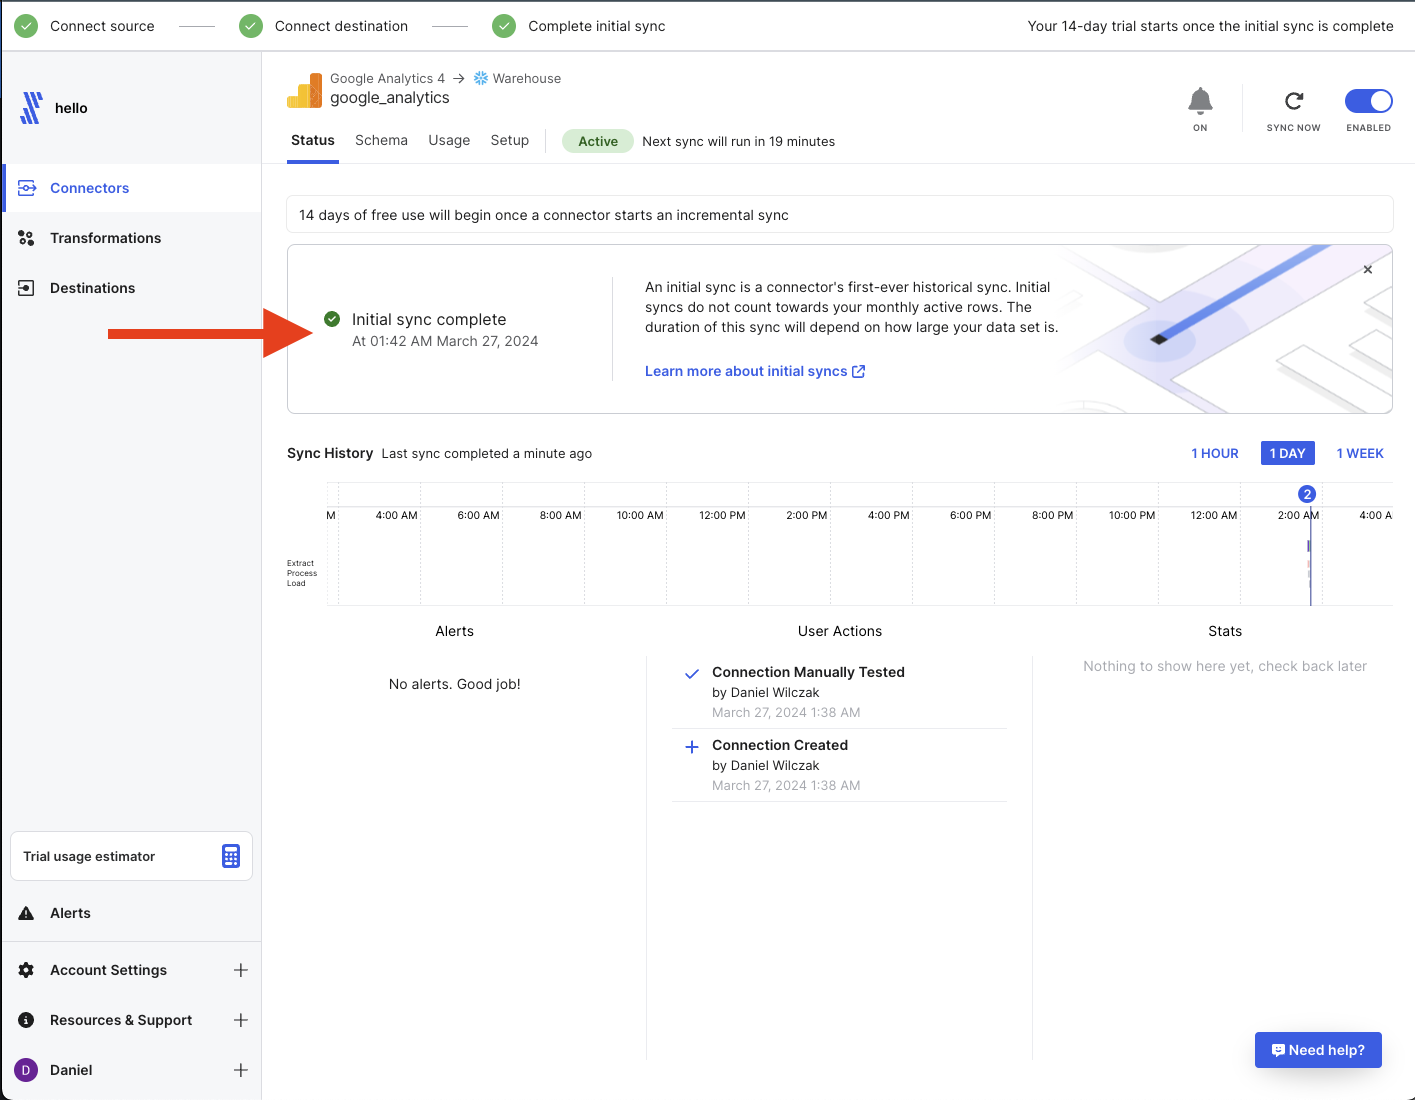 Connect source
Connect destination
Complete initial sync
Your 14-day trial starts once the initial sync is complete
hello
Connectors
Transformations
Destinations
Trial usage estimator
Alerts
Account Settings
Resources & Support
D
Daniel
Google Analytics 4 → Warehouse
google_analytics
ON
SYNC NOW
ENABLED
Status
Schema
Usage
Setup
Active
Next sync will run in 19 minutes
14 days of free use will begin once a connector starts an incremental sync
Initial sync complete
At 01:42 AM March 27, 2024
An initial sync is a connector's first-ever historical sync. Initial
syncs do not count towards your monthly active rows. The
duration of this sync will depend on how large your data set is.
Learn more about initial syncs
Sync History Last sync completed a minute ago
1 HOUR
1 DAY
1 WEEK
2
M 4:00 AM 6:00 AM 8:00 AM 10:00 AM 12:00 PM 2:00 PM 4:00 PM 6:00 PM 8:00 PM 10:00 PM 12:00 AM 2:00 AM 4:00 A
Extract
Process
Load
Alerts
No alerts. Good job!
User Actions
Connection Manually Tested
by Daniel Wilczak
March 27, 2024 1:38 AM
Connection Created
by Daniel Wilczak
March 27, 2024 1:38 AM
Stats
Nothing to show here yet, check back later
Need help?